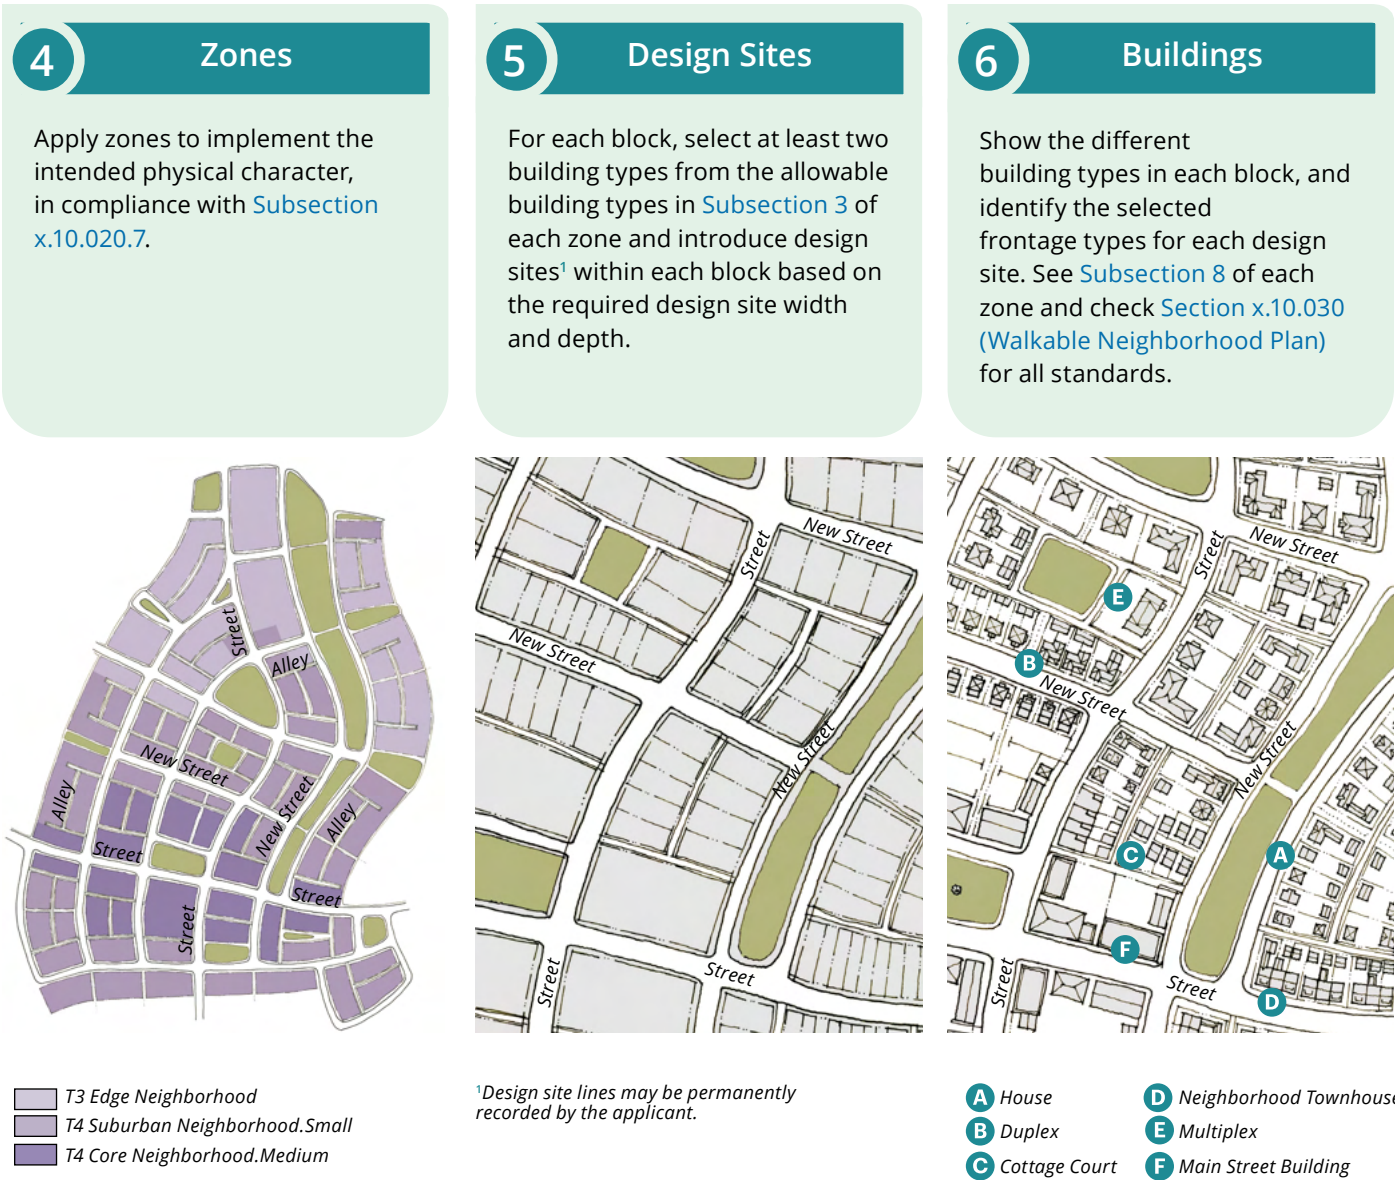 4
Zones
Apply zones to implement the
intended physical character,
in compliance with Subsection
x.10.020.7.
5
Design Sites
For each block, select at least two
building types from the allowable
building types in Subsection 3 of
each zone and introduce design
sites¹ within each block based on
the required design site width
and depth.
6
Buildings
Show the different
building types in each block, and
identify the selected
frontage types for each design
site. See Subsection 8 of each
zone and check Section x.10.030
(Walkable Neighborhood Plan)
for all standards.
Street
Alley
New Street
Alley
New Street
Alley
Street
Street
Street
New Street
Street
New Street
New Street
Street
Street
New Street
Street
E
B
New Street
New Street
C
A
F
Street
Street
D
T3 Edge Neighborhood
T4 Suburban Neighborhood.Small
T4 Core Neighborhood.Medium
¹Design site lines may be permanently
recorded by the applicant.
A House
B Duplex
C Cottage Court
D Neighborhood Townhouse
E Multiplex
F Main Street Building